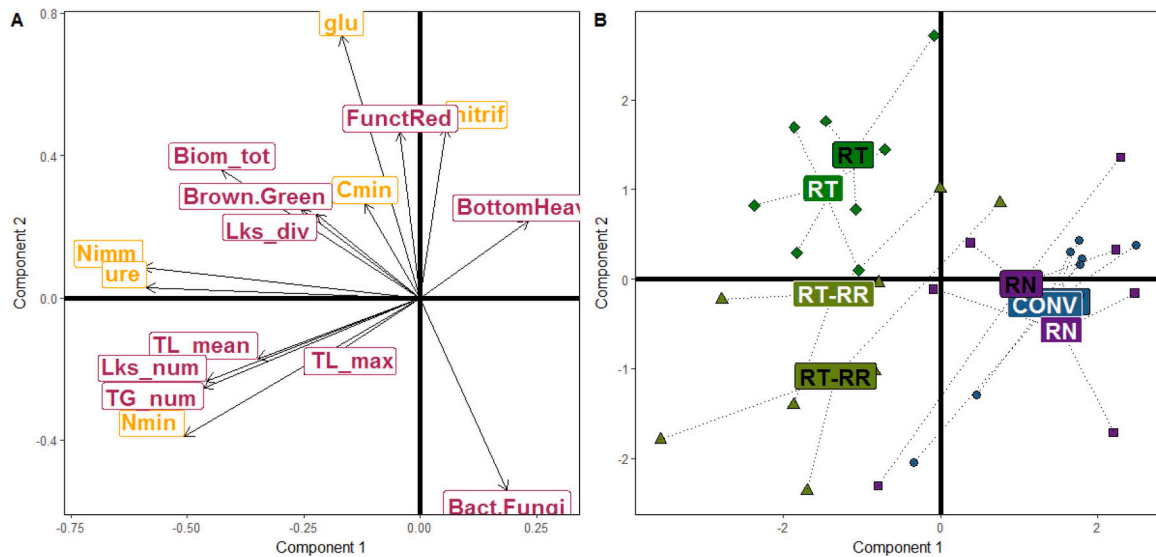 A
0.8
0.4
0.0
-0.4
Component 2
-0.75
-0.50
-0.25
0.00
0.25
Component 1
glu
FunctRed
nitrif
Biom_tot
Brown.Green
Cmin
BottomHeav
Lks_div
Nimm
ure
TL_mean
TL_max
Lks_num
TG_num
Nmin
Bact.Fungi
B
2
1
0
-1
-2
Component 2
-2
0
2
Component 1
RT
RT
RT-RR
RN
CONV
RN
RT-RR